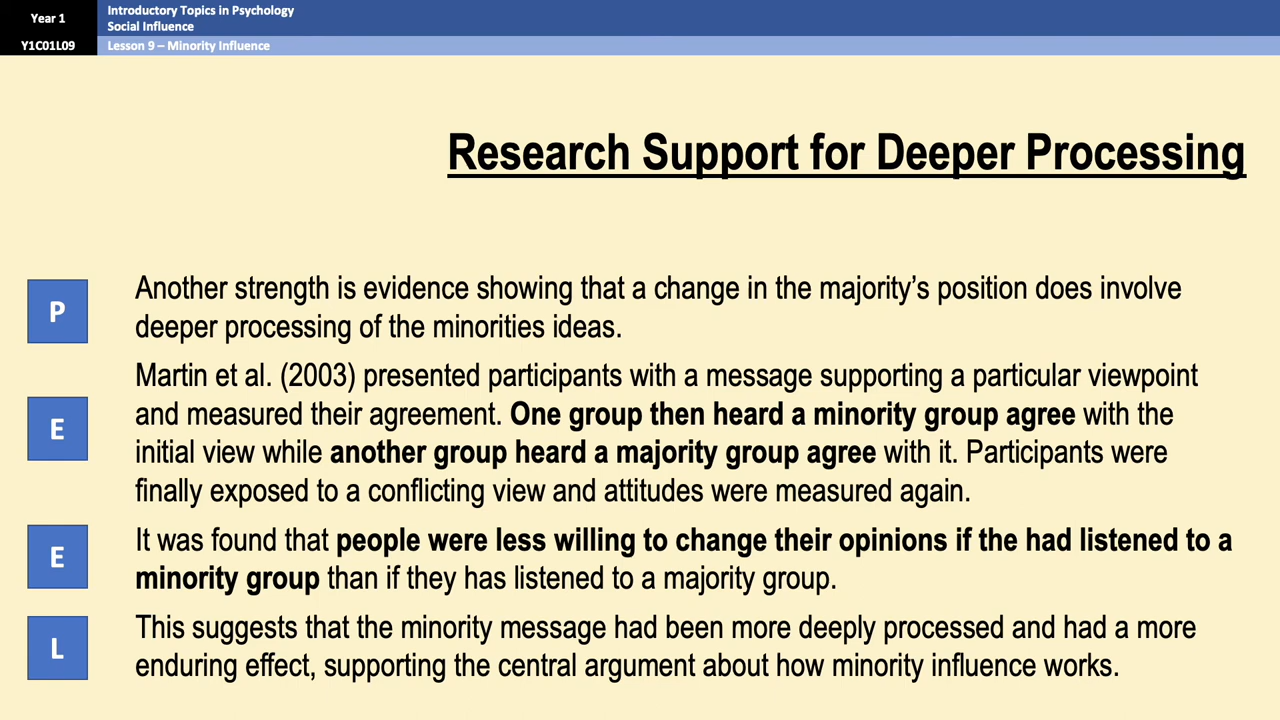 Year 1
Introductory Topics in Psychology
Social Influence
Y1C01L09
Lesson 9 – Minority Influence
Research Support for Deeper Processing
P
Another strength is evidence showing that a change in the majority’s position does involve
deeper processing of the minorities ideas.
E
Martin et al. (2003) presented participants with a message supporting a particular viewpoint
and measured their agreement. One group then heard a minority group agree with the
initial view while another group heard a majority group agree with it. Participants were
finally exposed to a conflicting view and attitudes were measured again.
E
It was found that people were less willing to change their opinions if the had listened to a
minority group than if they has listened to a majority group.
L
This suggests that the minority message had been more deeply processed and had a more
enduring effect, supporting the central argument about how minority influence works.